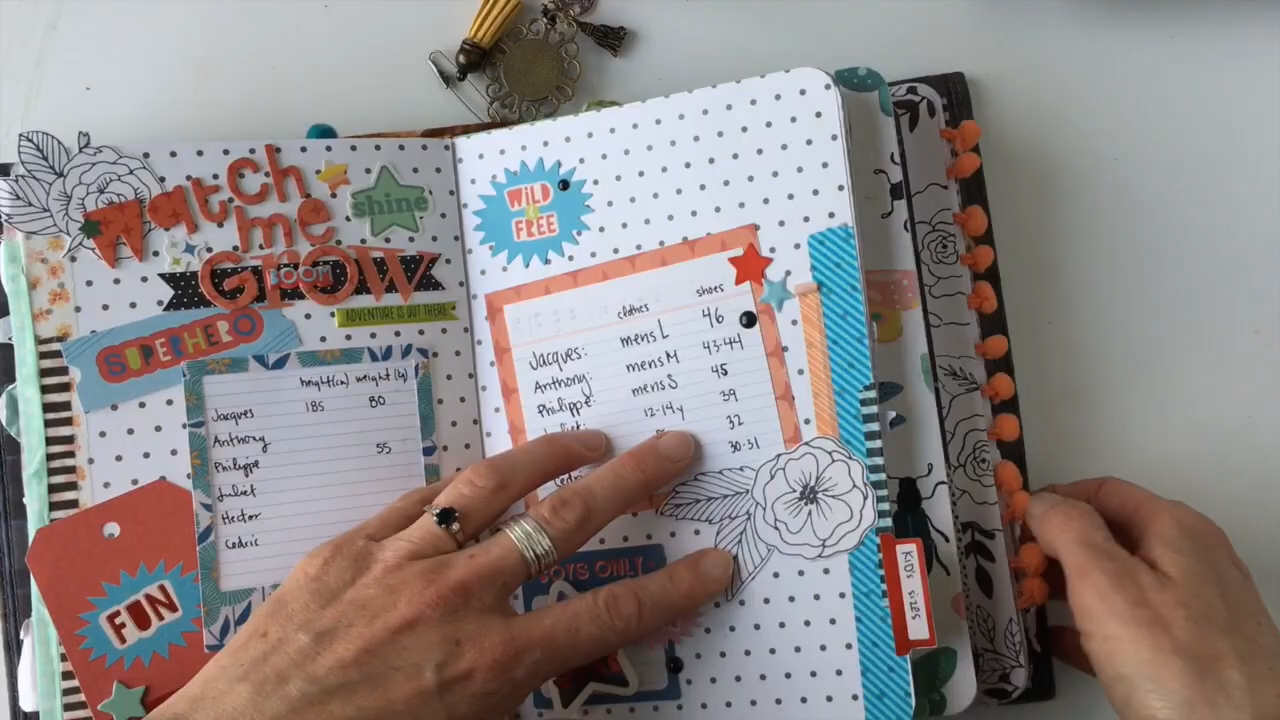 Watch
me
GROW
BOOM
shine
ADVENTURE IS OUT THERE
SUPERHERO
height(cm) weight(kg)
Jacques 185 80
Anthony
Philippe 55
Juliet
Hector
Cedric
FUN
WILD
&
FREE
clothes shoes
Jacques: mens L 46
Anthony: mens M 43-44
Philippe: mens S 45
12-14y 39
32
30-31
BOYS ONLY
KID'S SIZES